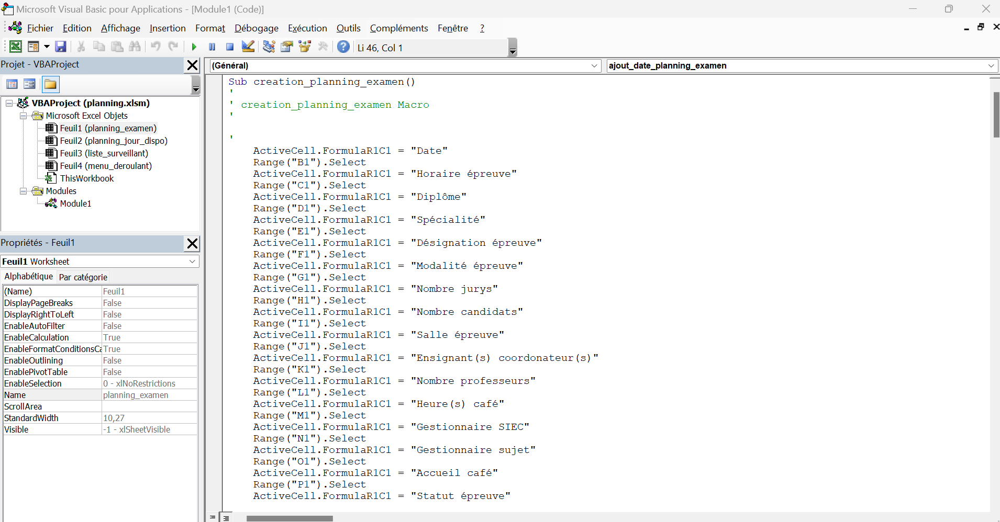 Microsoft Visual Basic pour Applications - [Module1 (Code)]
Fichier Edition Affichage Insertion Format Débogage Exécution Outils Compléments Fenêtre ?
Li 46, Col 1
Projet - VBAProject
VBAProject (planning.xlsm)
Microsoft Excel Objets
Feuil1 (planning_examen)
Feuil2 (planning_jour_dispo)
Feuil3 (liste_surveillant)
Feuil4 (menu_deroulant)
ThisWorkbook
Modules
Module1
Propriétés - Feuil1
Feuil1 Worksheet
Alphabétique Par catégorie
(Name) Feuil1
DisplayPageBreaks False
DisplayRightToLeft False
EnableAutoFilter False
EnableCalculation True
EnableFormatConditionsCa True
EnableOutlining False
EnablePivotTable False
EnableSelection 0 - xlNoRestrictions
Name planning_examen
ScrollArea
StandardWidth 10,27
Visible -1 - xlSheetVisible
(Général) ajout_date_planning_examen
Sub creation_planning_examen()
'
' creation_planning_examen Macro
'
'
ActiveCell.FormulaR1C1 = "Date"
Range("B1").Select
ActiveCell.FormulaR1C1 = "Horaire épreuve"
Range("C1").Select
ActiveCell.FormulaR1C1 = "Diplôme"
Range("D1").Select
ActiveCell.FormulaR1C1 = "Spécialité"
Range("E1").Select
ActiveCell.FormulaR1C1 = "Désignation épreuve"
Range("F1").Select
ActiveCell.FormulaR1C1 = "Modalité épreuve"
Range("G1").Select
ActiveCell.FormulaR1C1 = "Nombre jurys"
Range("H1").Select
ActiveCell.FormulaR1C1 = "Nombre candidats"
Range("I1").Select
ActiveCell.FormulaR1C1 = "Salle épreuve"
Range("J1").Select
ActiveCell.FormulaR1C1 = "Ensignant(s) coordonateur(s)"
Range("K1").Select
ActiveCell.FormulaR1C1 = "Nombre professeurs"
Range("L1").Select
ActiveCell.FormulaR1C1 = "Heure(s) café"
Range("M1").Select
ActiveCell.FormulaR1C1 = "Gestionnaire SIEC"
Range("N1").Select
ActiveCell.FormulaR1C1 = "Gestionnaire sujet"
Range("O1").Select
ActiveCell.FormulaR1C1 = "Accueil café"
Range("P1").Select
ActiveCell.FormulaR1C1 = "Statut épreuve"